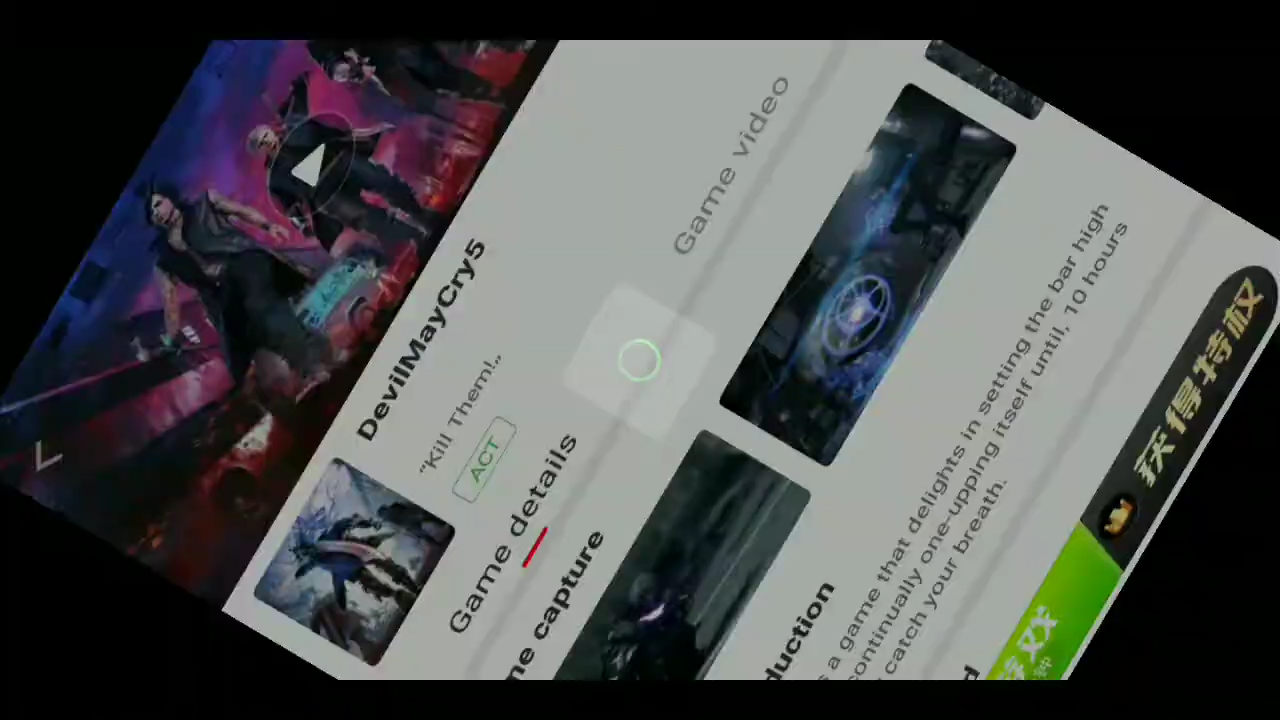 DevilMayCry5
"Kill Them!„
ACT
Game details
Game video
me capture
duction
s a game that delights in setting the bar high
continually one-upping itself until, 10 hours
catch your breath.
获得特权